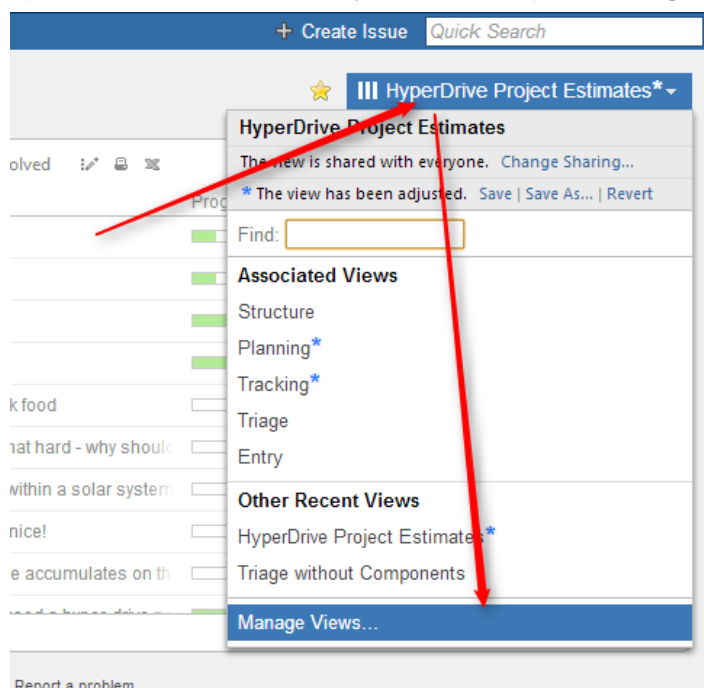 + Create Issue Quick Search
HyperDrive Project Estimates*
HyperDrive Project Estimates
The view is shared with everyone. Change Sharing...
olved
* The view has been adjusted. Save | Save As... | Revert
Prog
Find:
Associated Views
Structure
Planning*
Tracking*
Triage
k food
Entry
hat hard - why should
within a solar system
Other Recent Views
nice!
HyperDrive Project Estimates*
e accumulates on th
Triage without Components
Manage Views...
Report a problem